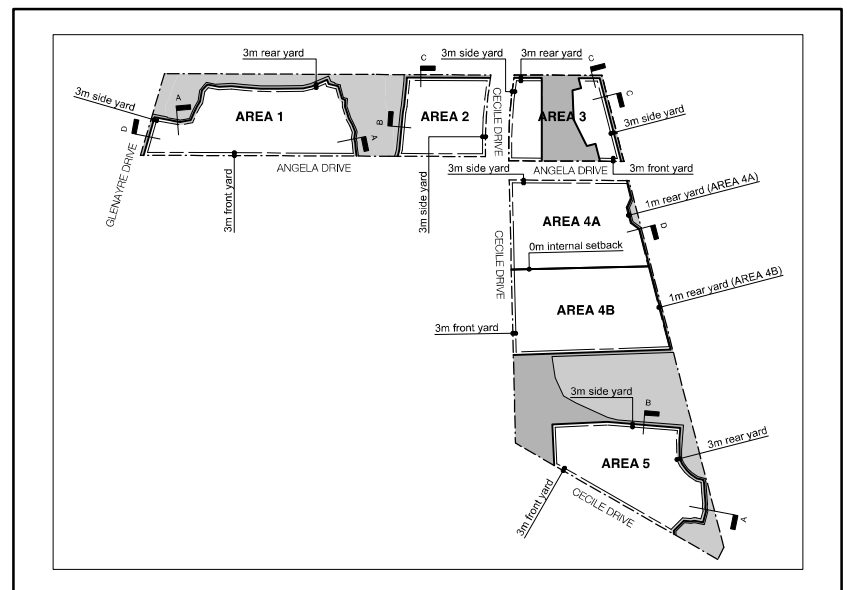 3m rear yard
C
3m side yard
3m rear yard
C
3m side yard
A
D
AREA 1
B
AREA 2
CECILE DRIVE
AREA 3
C
3m side yard
A
GLENAYRE DRIVE
ANGELA DRIVE
3m front yard
3m side yard
ANGELA DRIVE
3m front yard
3m side yard
1m rear yard (AREA 4A)
AREA 4A
D
CECILE DRIVE
0m internal setback
1m rear yard (AREA 4B)
AREA 4B
3m front yard
3m side yard
B
3m rear yard
AREA 5
3m front yard
CECILE DRIVE
A